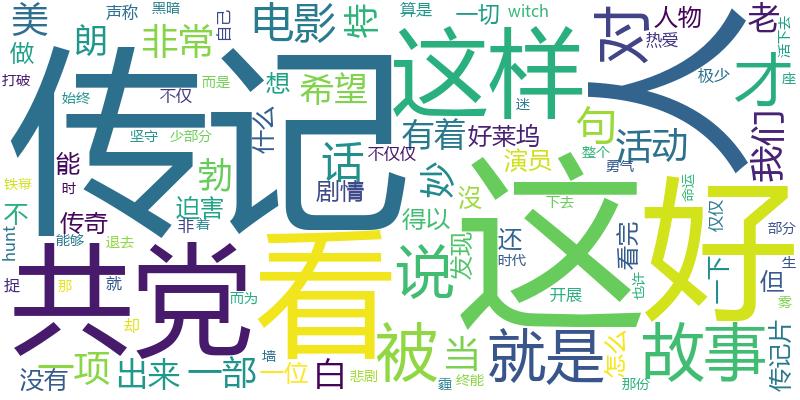 美 声称 黑暗 自己 电影 特 算是 一切 witch 对 人物 老 活下去
做 朗 非常 这样 人 热爱 才 座
打破 而是 想 希望 极少
传记 始终 不仅 什么 有着 好莱坞 句 迷 整个 活动 我们
坚守 少部分 话 不仅仅 演员 勇气
能 勃 剧情 妙 没 这 好 命运
铁幕 时 传奇 迫害 得以 下去 仅仅 部分
hunt 不 菲 着 看 说 发现 还 时代 看完 一下 但 生
能够 退去 共党 开展 也许 雾
捉 那 就 而为 被 当 就是 故事 传记片
却 墙 怎么
没有 一项 出来 一部 一位 白 悲剧 霾 终能 那份